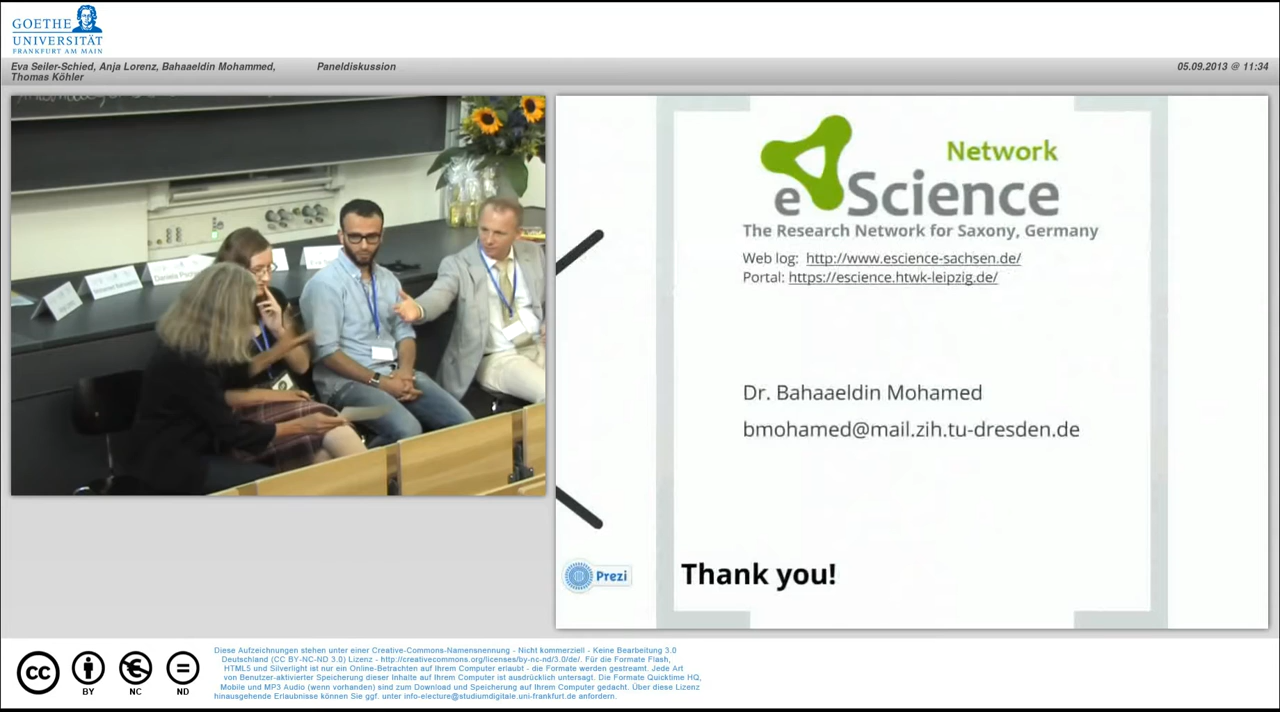 GOETHE
UNIVERSITÄT
FRANKFURT AM MAIN
Eva Seiler-Schied, Anja Lorenz, Bahaaeldin Mohammed,
Thomas Köhler
Paneldiskussion
05.09.2013 @ 11:34
Network
eScience
The Research Network for Saxony, Germany
Web log: http://www.escience-sachsen.de/
Portal: https://escience.htwk-leipzig.de/
Dr. Bahaaeldin Mohamed
bmohamed@mail.zih.tu-dresden.de
Prezi
Thank you!
cc
BY
NC
ND
Diese Aufzeichnungen stehen unter einer Creative-Commons-Namensnennung - Nicht kommerziell - Keine Bearbeitung 3.0
Deutschland (CC BY-NC-ND 3.0) Lizenz - http://creativecommons.org/licenses/by-nc-nd/3.0/de/. Für die Formate Flash,
HTML5 und Silverlight ist nur ein Online-Betrachten auf Ihrem Computer erlaubt - die Formate werden gestreamt. Jede Art
von Benutzer-aktivierter Speicherung dieser Inhalte auf Ihrem Computer ist ausdrücklich untersagt. Die Formate Quicktime HQ,
Mobile und MP3 Audio (wenn vorhanden) sind zum Download und Speicherung auf Ihrem Computer gedacht. Über diese Lizenz
hinausgehende Erlaubnisse können Sie ggf. unter info-electure@studiumdigitale.uni-frankfurt.de anfordern.